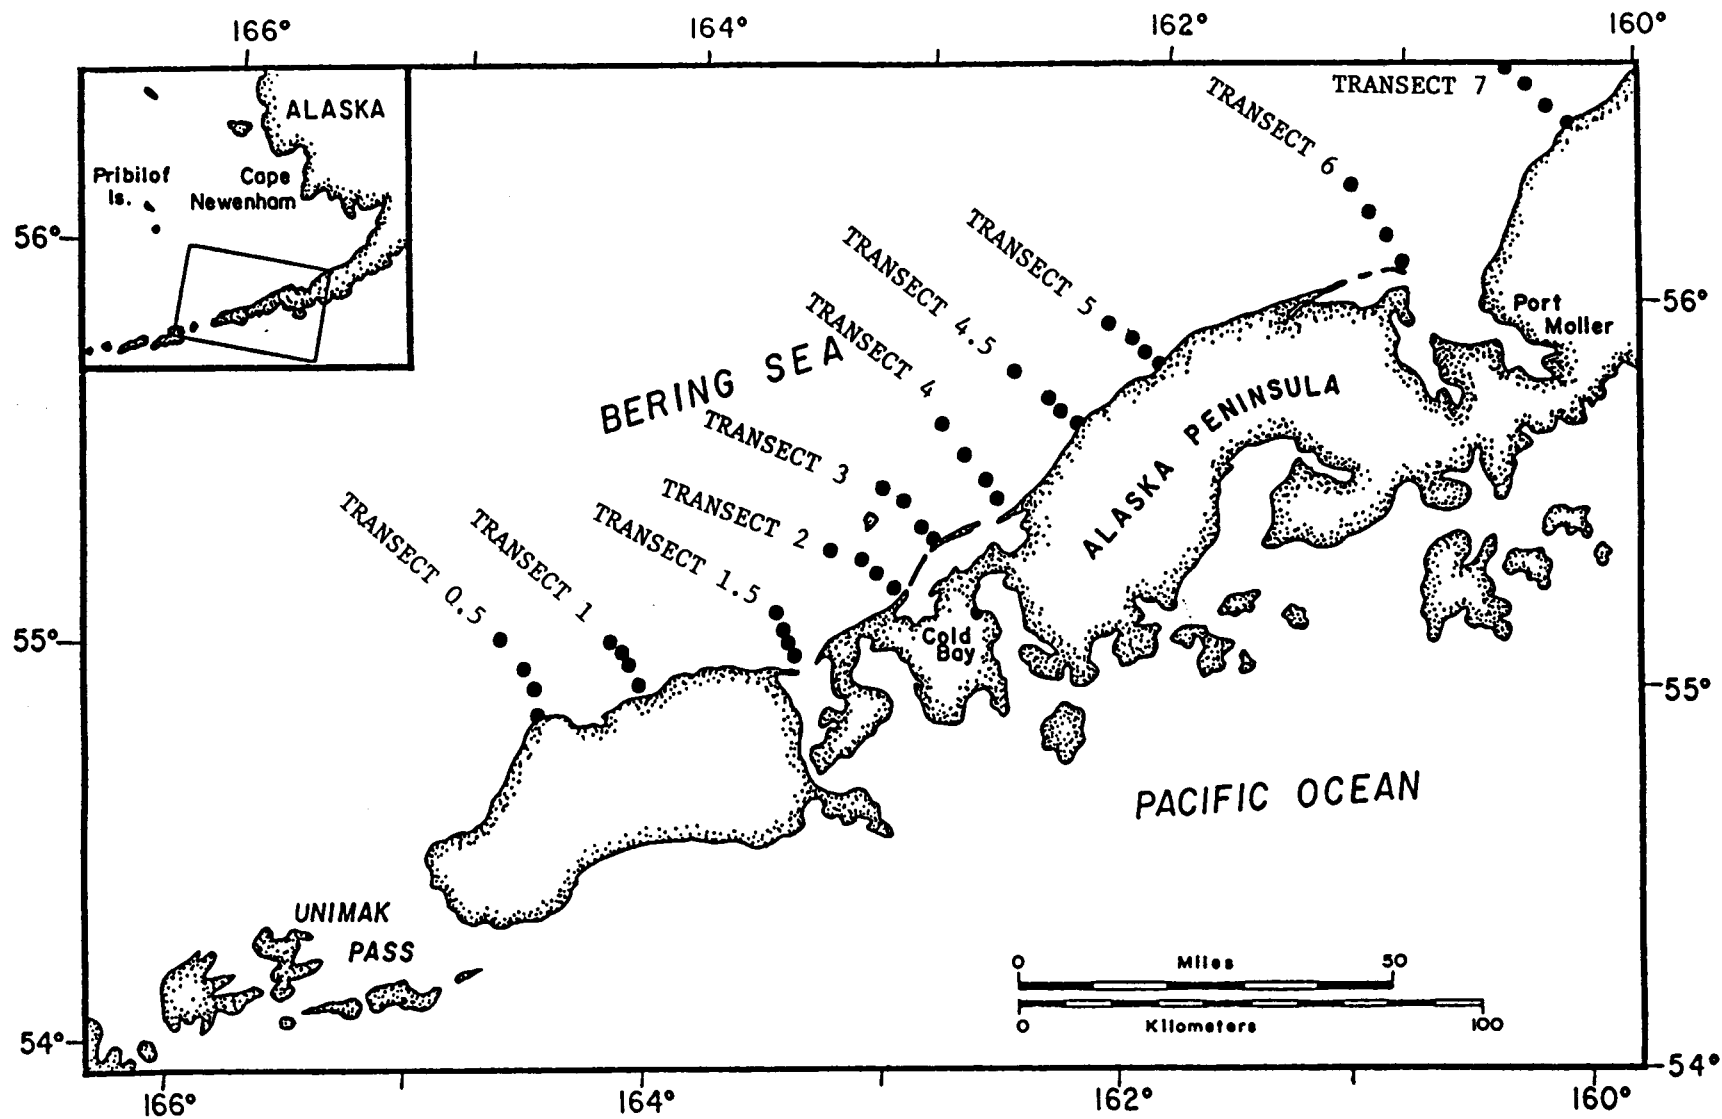 166° 164° 162° 160°
ALASKA
Pribilof
Is.
Cape
Newenham
TRANSECT 7
TRANSECT 6
TRANSECT 5
TRANSECT 4.5
TRANSECT 4
TRANSECT 3
TRANSECT 2
TRANSECT 1.5
TRANSECT 1
TRANSECT 0.5
56° 56°
BERING SEA
Port
Moller
ALASKA PENINSULA
Cold
Bay
55° 55°
PACIFIC OCEAN
UNIMAK
PASS
0 Miles 50
0 Kilometers 100
54° 54°
166° 164° 162° 160°